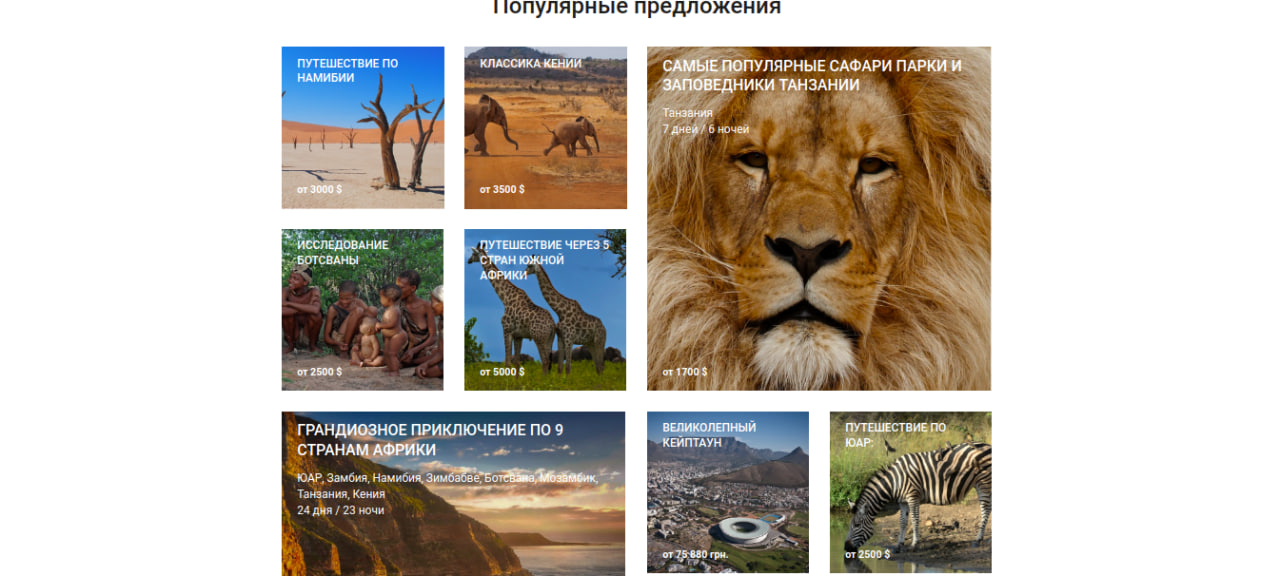 Популярные предложения
ПУТЕШЕСТВИЕ ПО
НАМИБИИ
от 3000 $
КЛАССИКА КЕНИИ
от 3500 $
САМЫЕ ПОПУЛЯРНЫЕ САФАРИ ПАРКИ И
ЗАПОВЕДНИКИ ТАНЗАНИИ
Танзания
7 дней / 6 ночей
от 1700 $
ИССЛЕДОВАНИЕ
БОТСВАНЫ
от 2500 $
ПУТЕШЕСТВИЕ ЧЕРЕЗ 5
СТРАН ЮЖНОЙ
АФРИКИ
от 5000 $
ГРАНДИОЗНОЕ ПРИКЛЮЧЕНИЕ ПО 9
СТРАНАМ АФРИКИ
ЮАР, Замбия, Намибия, Зимбабве, Ботсвана, Мозамбик,
Танзания, Кения
24 дня / 23 ночи
ВЕЛИКОЛЕПНЫЙ
КЕЙПТАУН
от 75 880 грн.
ПУТЕШЕСТВИЕ ПО
ЮАР:
от 2500 $